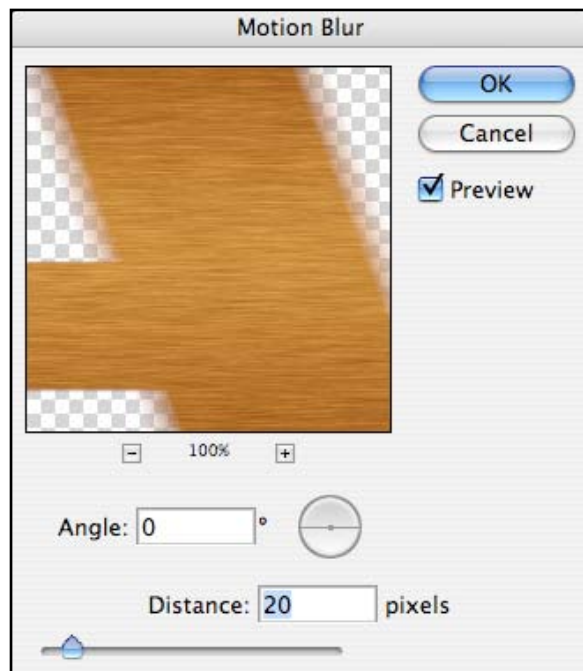 Motion Blur
OK
Cancel
Preview
100%
Angle: 0 °
Distance: 20 pixels